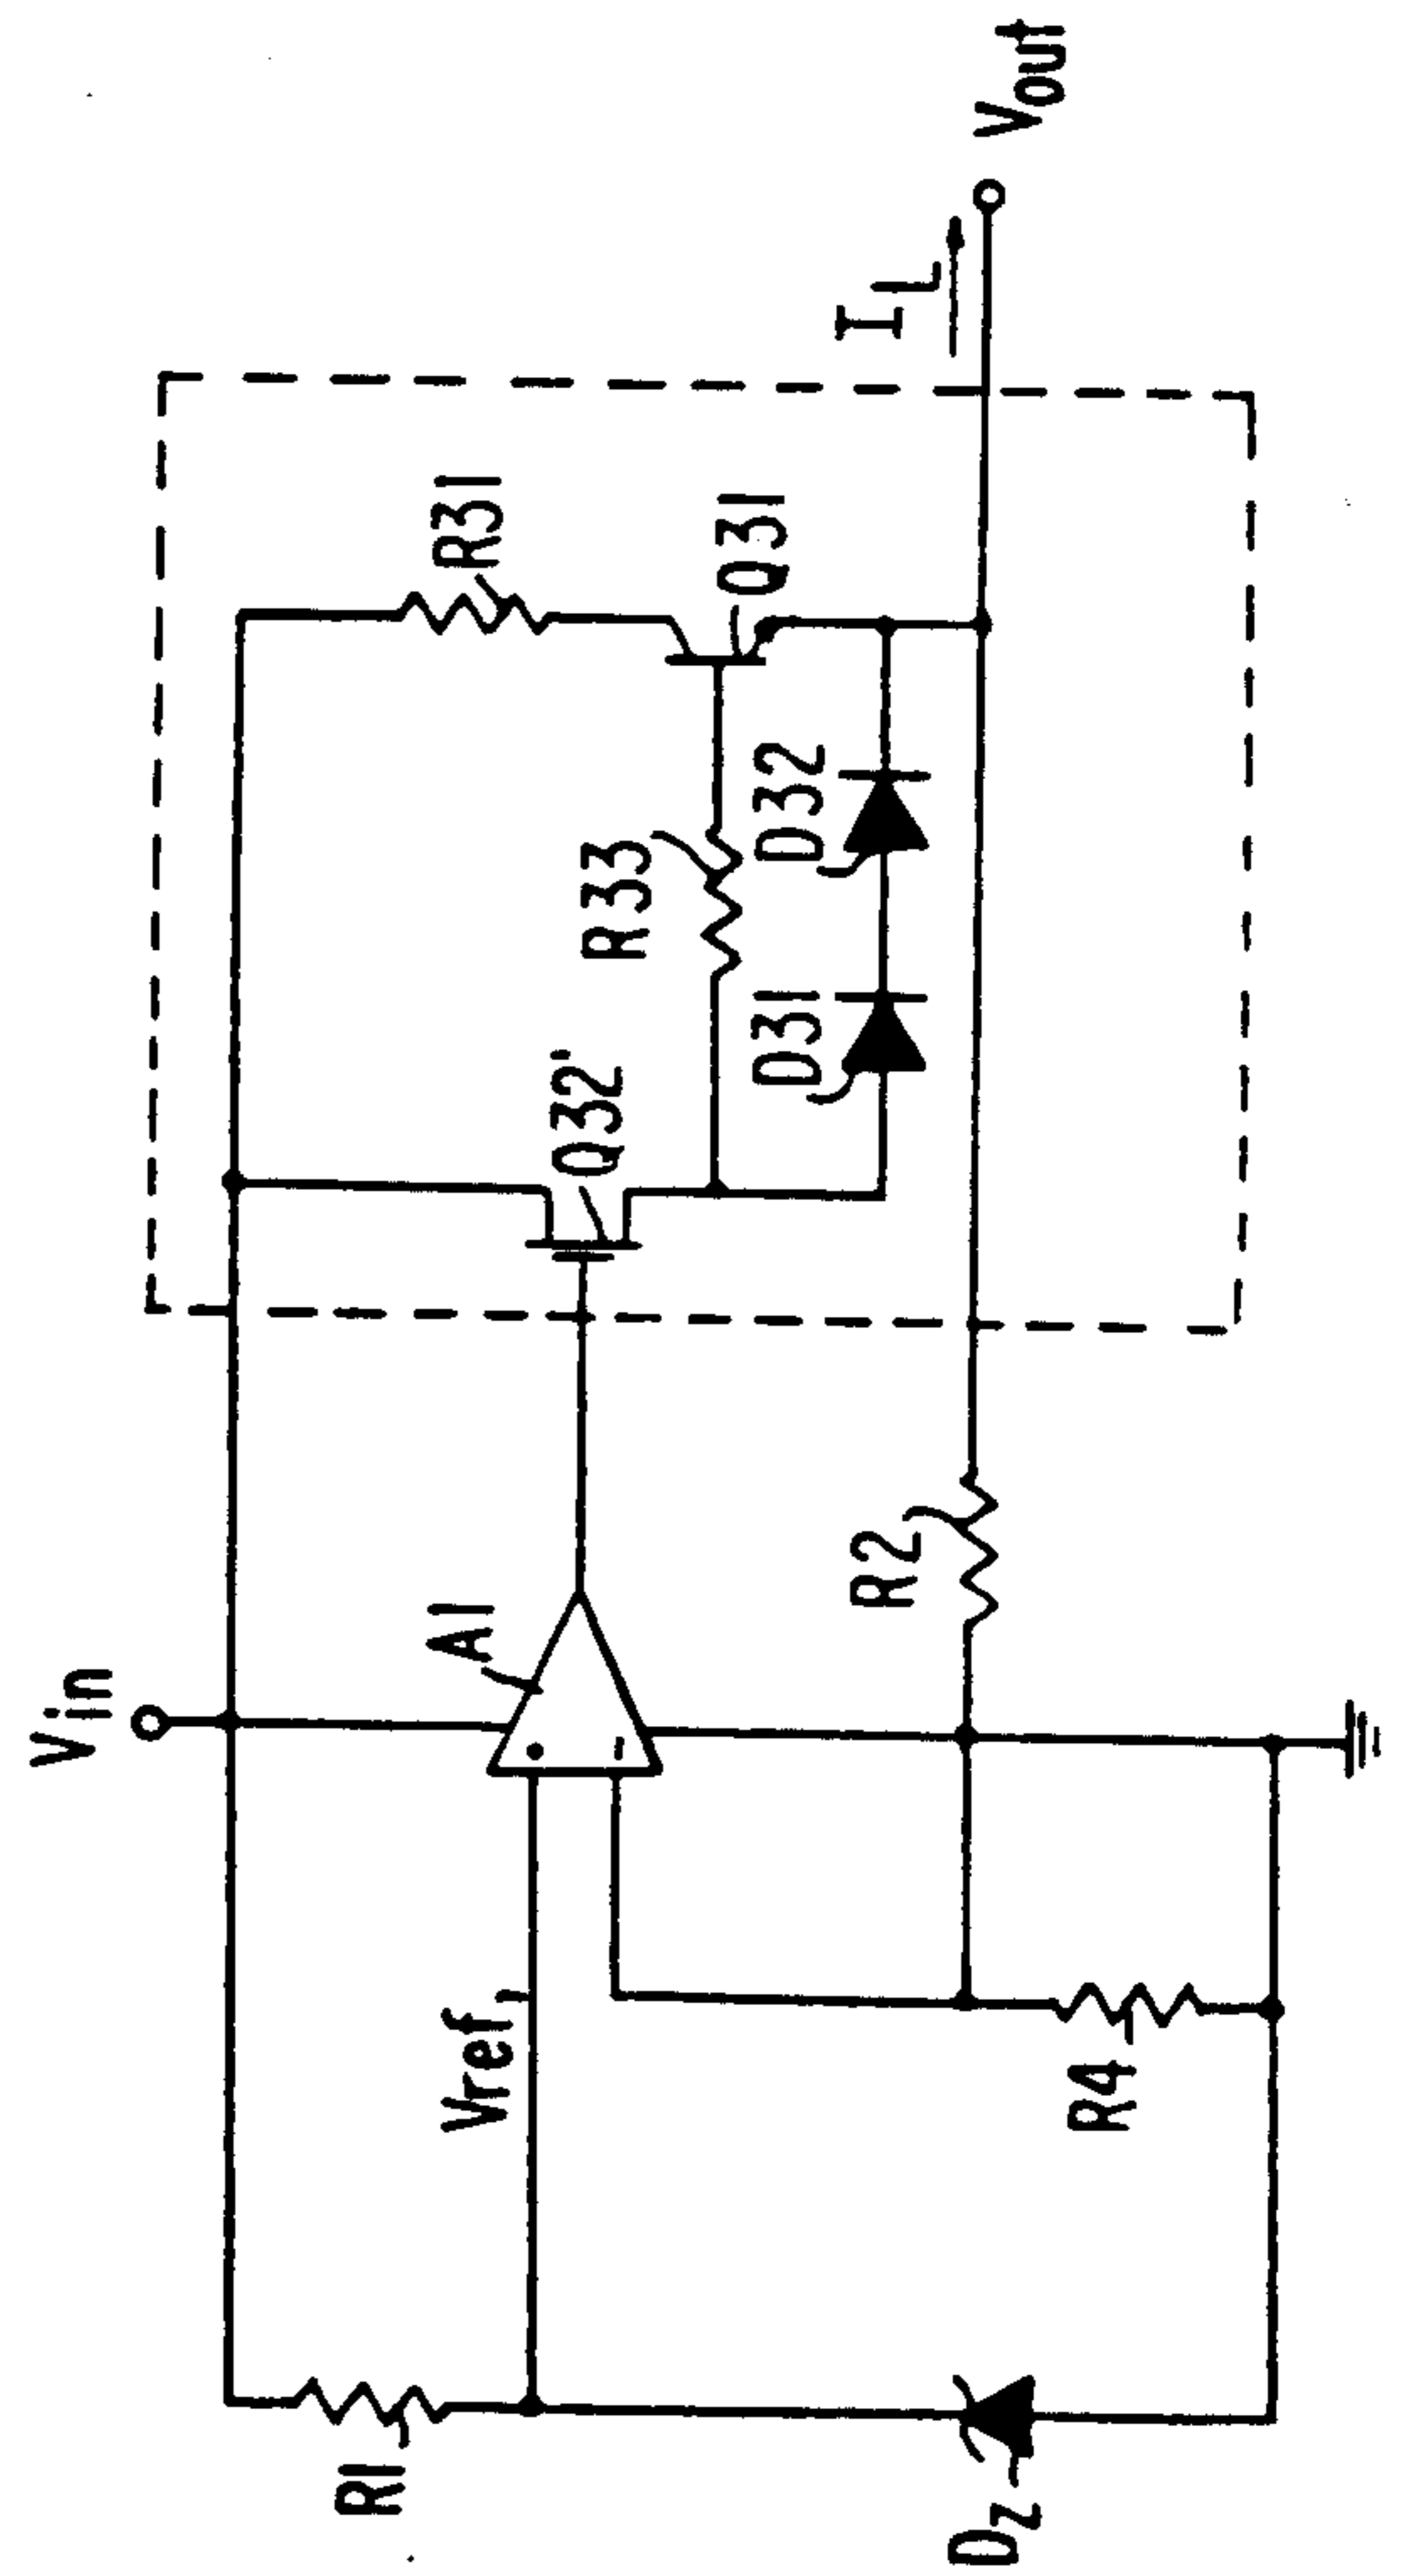 Vin
R1
Vref,
A1
Q32'
R33
R31
Q31
D31
D32
IL
Vout
R2
R4
DZ
-